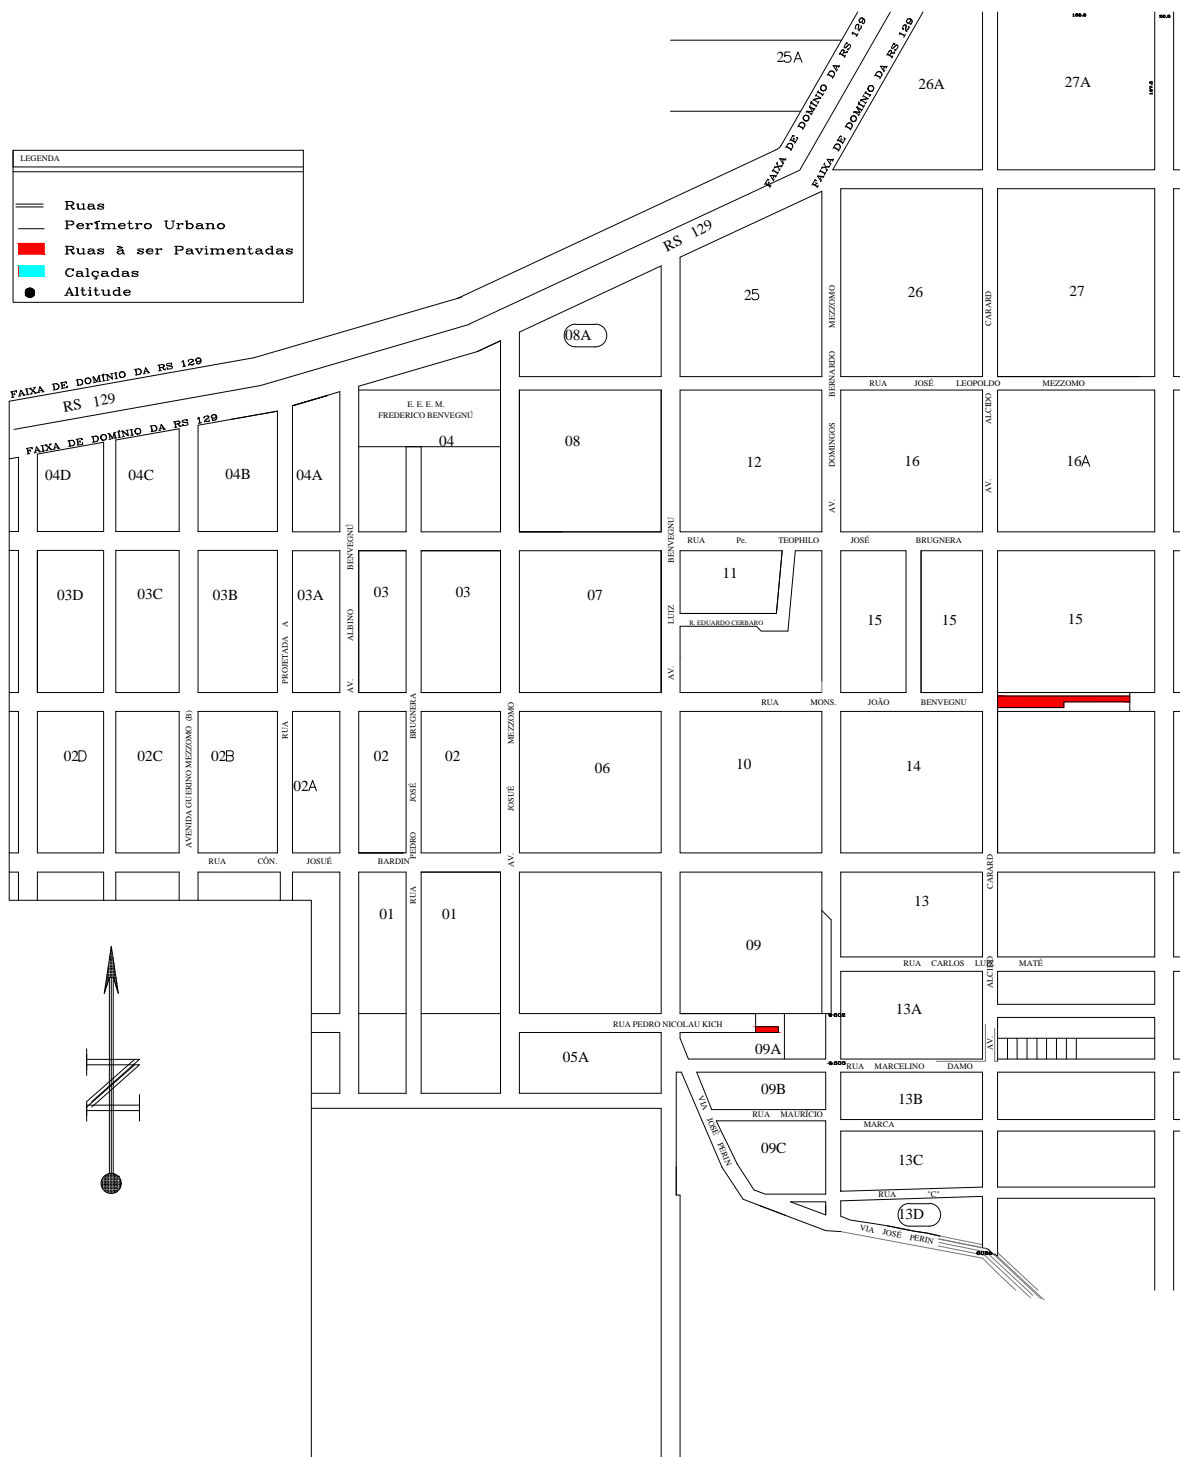 25A
26A
27A
FAIXA DE DOMÍNIO DA RS 129
FAIXA DE DOMÍNIO DA RS 129
LEGENDA
Ruas
Perímetro Urbano
Ruas à ser Pavimentadas
Calçadas
Altitude
RS 129
25
26
27
08A
AV. DOMINGOS BERNARDO MEZZOMO
AV. ALCIDO CARARD
FAIXA DE DOMÍNIO DA RS 129
RS 129
FAIXA DE DOMÍNIO DA RS 129
RUA JOSÉ LEOPOLDO MEZZOMO
E. E. E. M.
FREDERICO BENVEGNÚ
04
08
12
16
16A
04D
04C
04B
04A
AV. ALBINO BENVEGNÚ
AV. LUIZ BENVEGNU
RUA Pe. TEOPHILO JOSÉ BRUGNERA
11
03D
03C
03B
03A
03
03
07
15
15
15
R. EDUARDO CERBARO
RUA PROJETADA A
RUA MONS. JOÃO BENVEGNU
AVENIDA GUERINO MEZZOMO (B)
RUA PEDRO JOSÉ BRUGNERA
AV. JOSUÉ MEZZOMO
02D
02C
02B
02A
02
02
06
10
14
RUA CÔN. JOSUÉ BARDIN
AV. ALCIDO CARARD
01
01
09
13
RUA CARLOS LUIZ MATÉ
13A
RUA PEDRO NICOLAU KICH
05A
09A
RUA MARCELINO DAMO
09B
13B
RUA MAURÍCIO MARCA
09C
13C
VIA JOSÉ PERIN
RUA "C"
13D
VIA JOSÉ PERIN